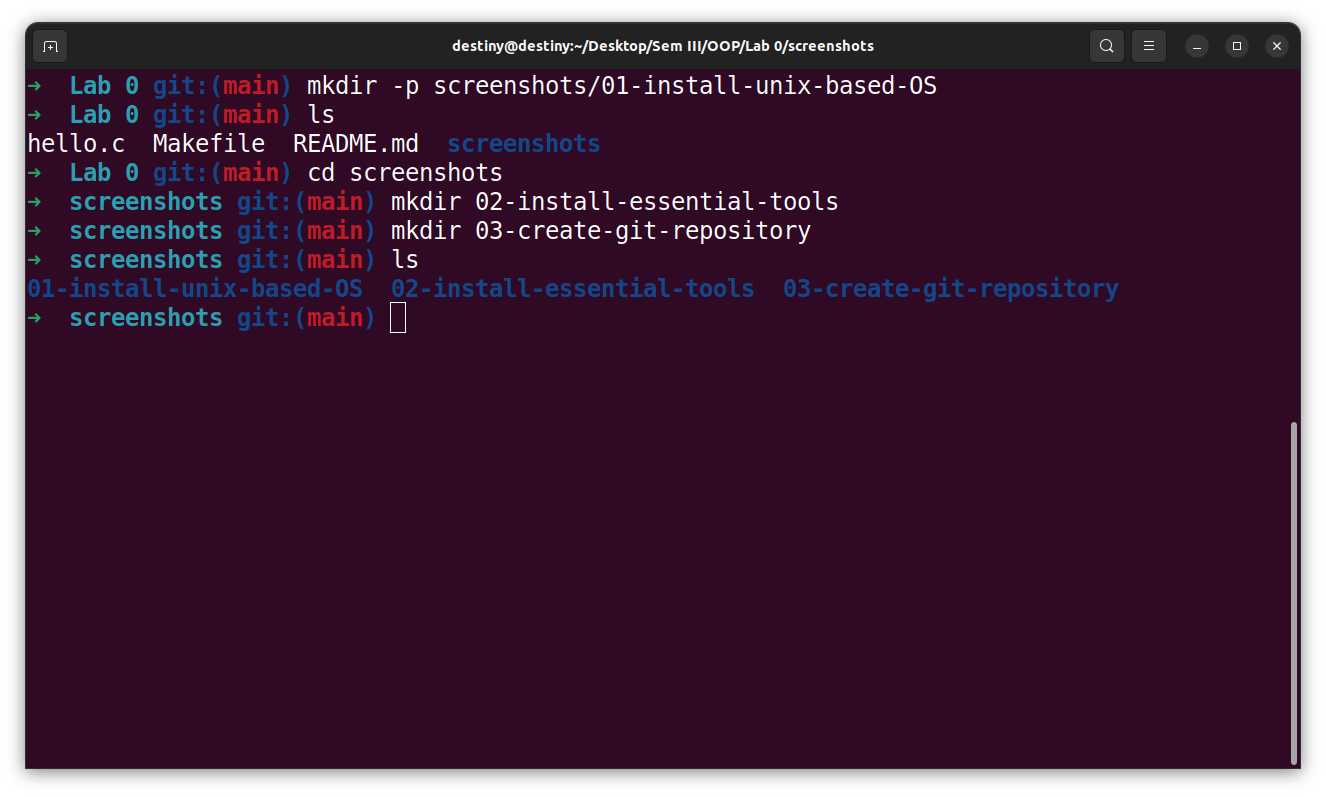 destiny@destiny:~/Desktop/Sem III/OOP/Lab 0/screenshots
➜  Lab 0 git:(main) mkdir -p screenshots/01-install-unix-based-OS
➜  Lab 0 git:(main) ls
hello.c  Makefile  README.md  screenshots
➜  Lab 0 git:(main) cd screenshots
➜  screenshots git:(main) mkdir 02-install-essential-tools
➜  screenshots git:(main) mkdir 03-create-git-repository
➜  screenshots git:(main) ls
01-install-unix-based-OS  02-install-essential-tools  03-create-git-repository
➜  screenshots git:(main)